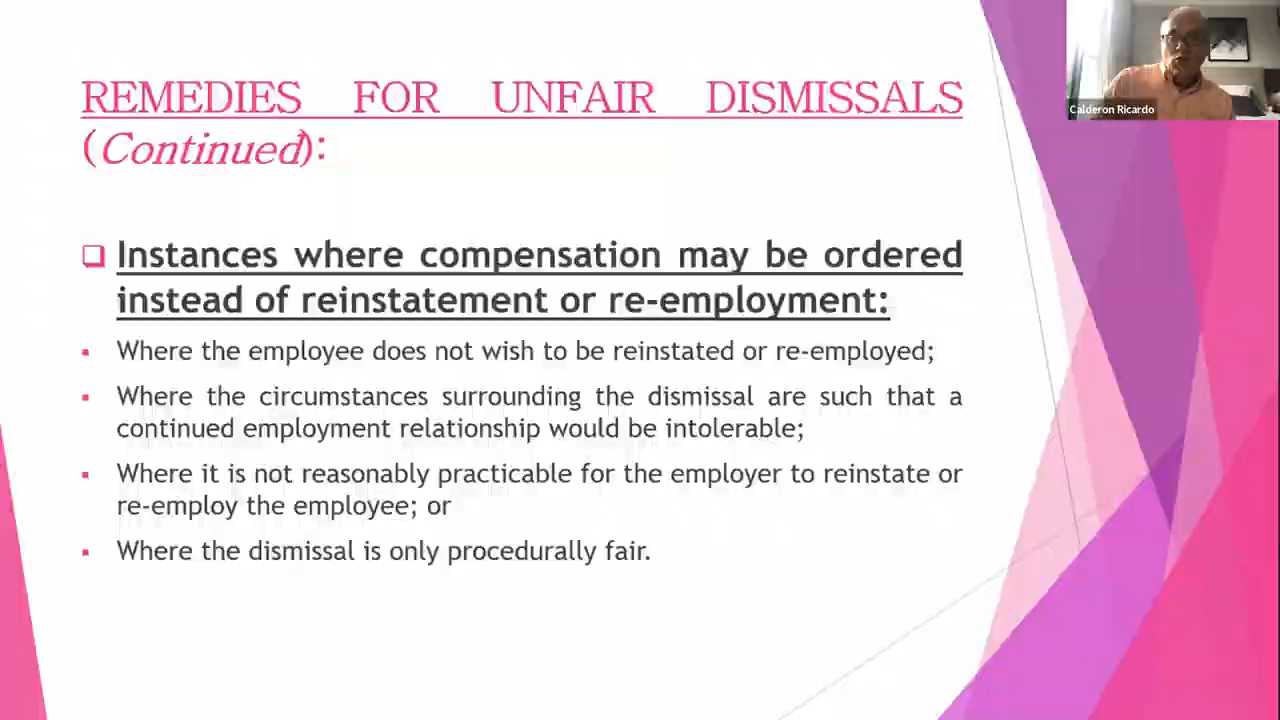 REMEDIES FOR UNFAIR DISMISSALS
(Continued):
Calderon Ricardo
❑ Instances where compensation may be ordered
instead of reinstatement or re-employment:
▪ Where the employee does not wish to be reinstated or re-employed;
▪ Where the circumstances surrounding the dismissal are such that a
continued employment relationship would be intolerable;
▪ Where it is not reasonably practicable for the employer to reinstate or
re-employ the employee; or
▪ Where the dismissal is only procedurally fair.